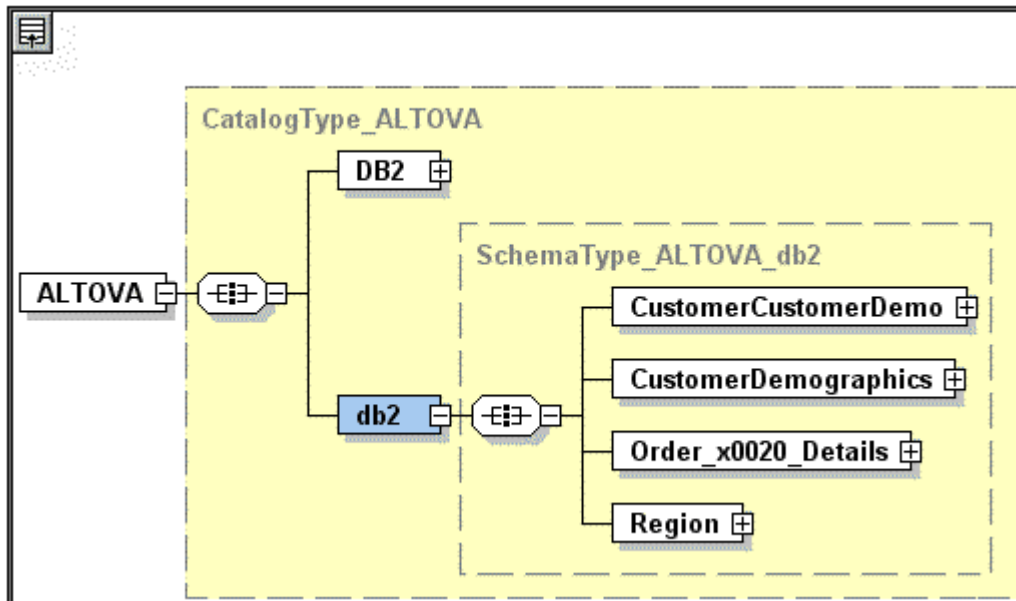 CatalogType_ALTOVA
DB2
SchemaType_ALTOVA_db2
ALTOVA
CustomerCustomerDemo
CustomerDemographics
db2
Order_x0020_Details
Region